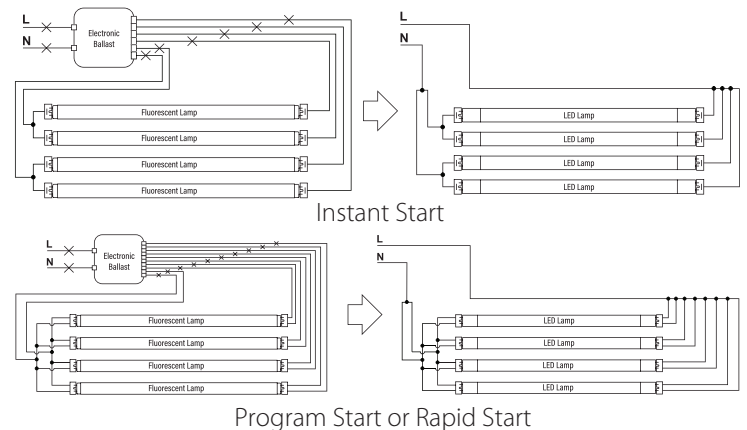 L
N
Electronic
Ballast
Fluorescent Lamp
Fluorescent Lamp
Fluorescent Lamp
Fluorescent Lamp
L
N
LED Lamp
LED Lamp
LED Lamp
LED Lamp
Instant Start
L
N
Electronic
Ballast
Fluorescent Lamp
Fluorescent Lamp
Fluorescent Lamp
Fluorescent Lamp
L
N
LED Lamp
LED Lamp
LED Lamp
LED Lamp
Program Start or Rapid Start